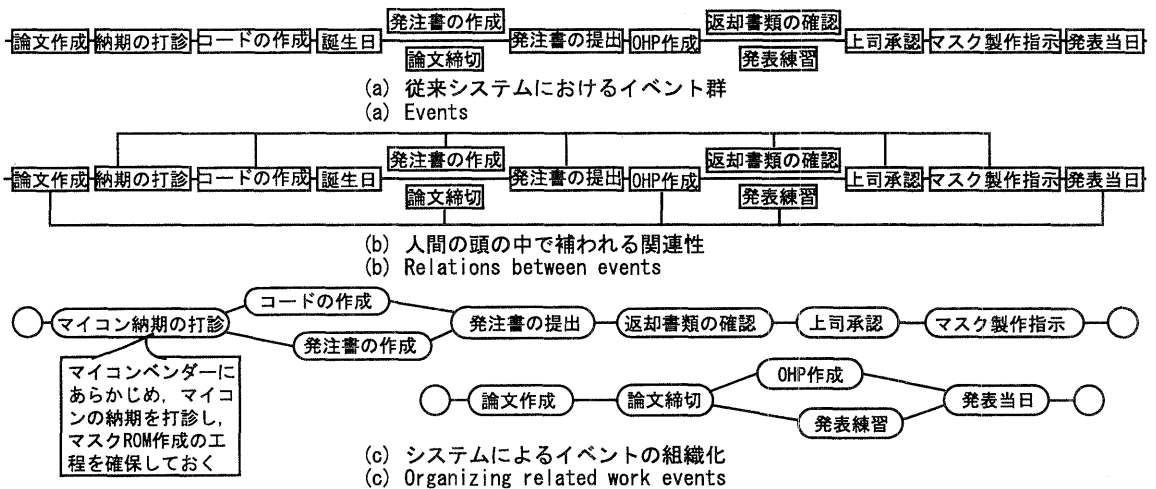 発注書の作成 返却書類の確認
論文作成 納期の打診 コードの作成 誕生日 発注書の提出 OHP作成 上司承認 マスク製作指示 発表当日
論文締切 発表練習
(a) 従来システムにおけるイベント群
(a) Events
発注書の作成 返却書類の確認
論文作成 納期の打診 コードの作成 誕生日 発注書の提出 OHP作成 上司承認 マスク製作指示 発表当日
論文締切 発表練習
(b) 人間の頭の中で補われる関連性
(b) Relations between events
コードの作成
マイコン納期の打診 発注書の提出 返却書類の確認 上司承認 マスク製作指示
発注書の作成
マイコンベンダーに
あらかじめ，マイコ
ンの納期を打診し，
マスクROM作成の工
程を確保しておく
OHP作成
論文作成 論文締切 発表当日
発表練習
(c) システムによるイベントの組織化
(c) Organizing related work events